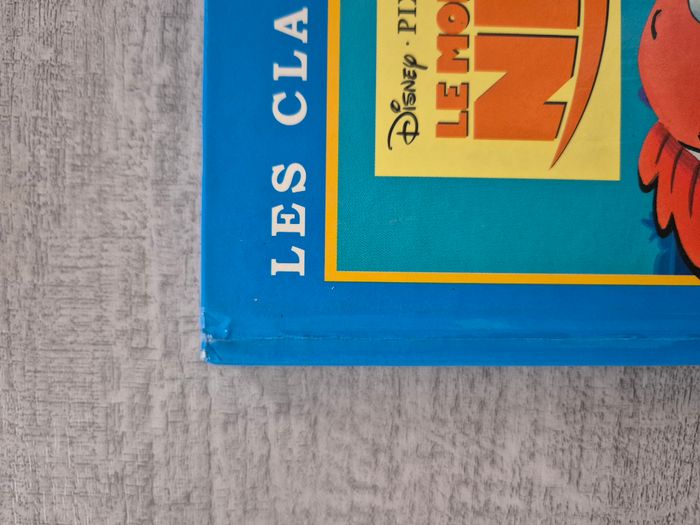 LES CLA
DISNEY · PIX
LE MO
N